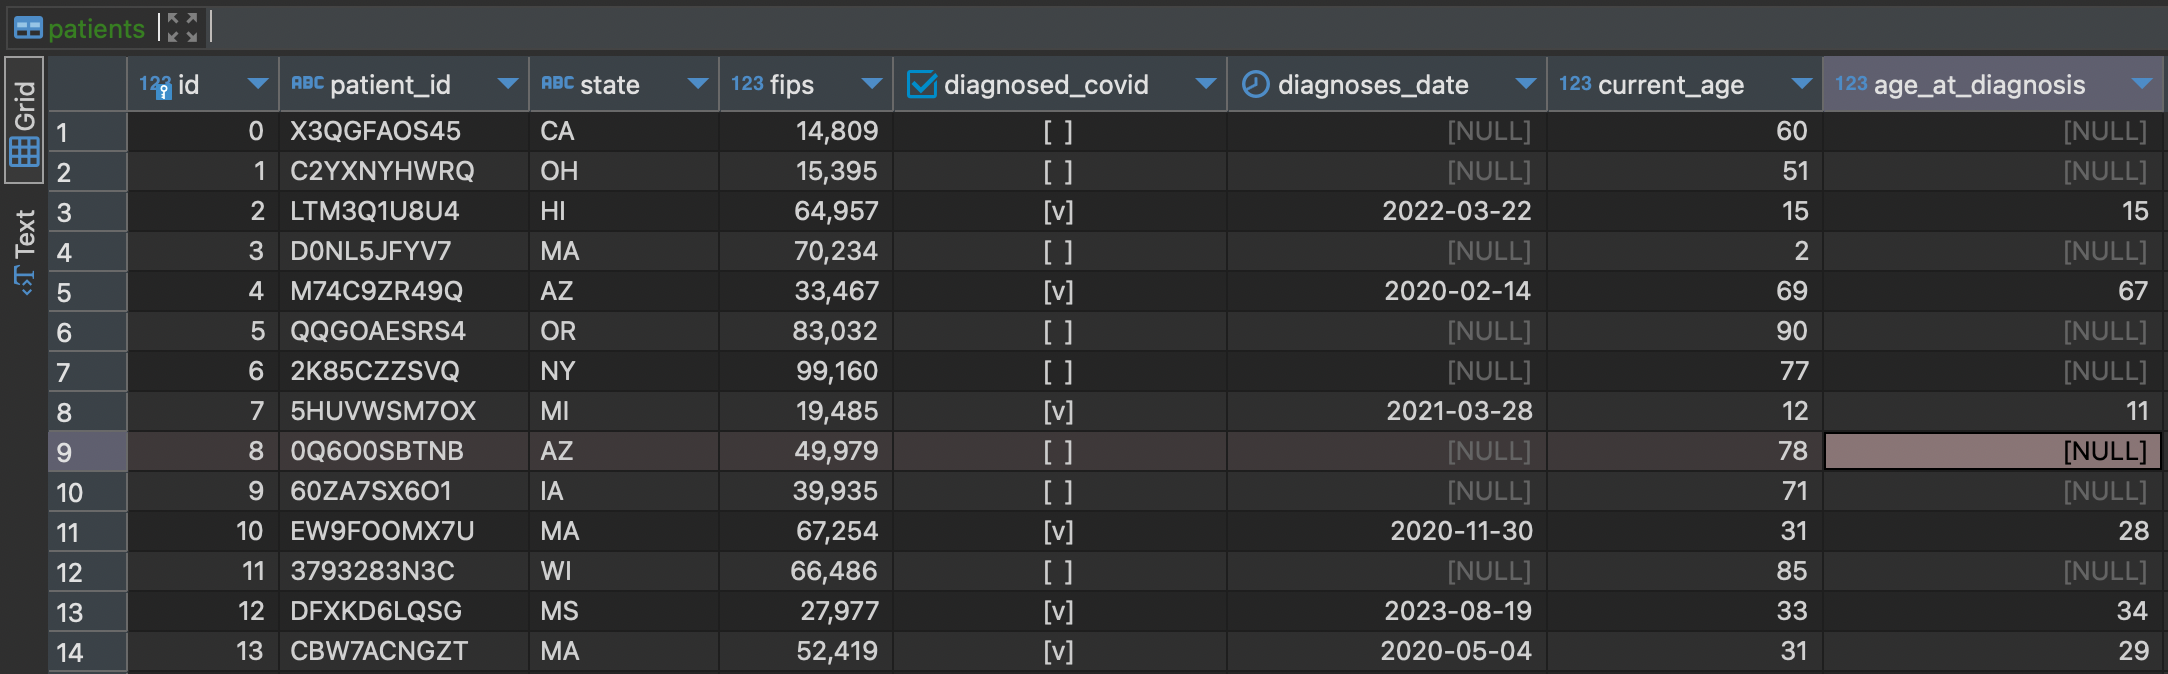 patients
Grid
Text
123 id ABC patient_id ABC state 123 fips diagnosed_covid diagnoses_date 123 current_age 123 age_at_diagnosis
1 0 X3QGFAOS45 CA 14,809 [ ] [NULL] 60 [NULL]
2 1 C2YXNYHWRQ OH 15,395 [ ] [NULL] 51 [NULL]
3 2 LTM3Q1U8U4 HI 64,957 [v] 2022-03-22 15 15
4 3 D0NL5JFYV7 MA 70,234 [ ] [NULL] 2 [NULL]
5 4 M74C9ZR49Q AZ 33,467 [v] 2020-02-14 69 67
6 5 QQGOAESRS4 OR 83,032 [ ] [NULL] 90 [NULL]
7 6 2K85CZZSVQ NY 99,160 [ ] [NULL] 77 [NULL]
8 7 5HUVWSM7OX MI 19,485 [v] 2021-03-28 12 11
9 8 0Q6O0SBTNB AZ 49,979 [ ] [NULL] 78 [NULL]
10 9 60ZA7SX6O1 IA 39,935 [ ] [NULL] 71 [NULL]
11 10 EW9FOOMX7U MA 67,254 [v] 2020-11-30 31 28
12 11 3793283N3C WI 66,486 [ ] [NULL] 85 [NULL]
13 12 DFXKD6LQSG MS 27,977 [v] 2023-08-19 33 34
14 13 CBW7ACNGZT MA 52,419 [v] 2020-05-04 31 29